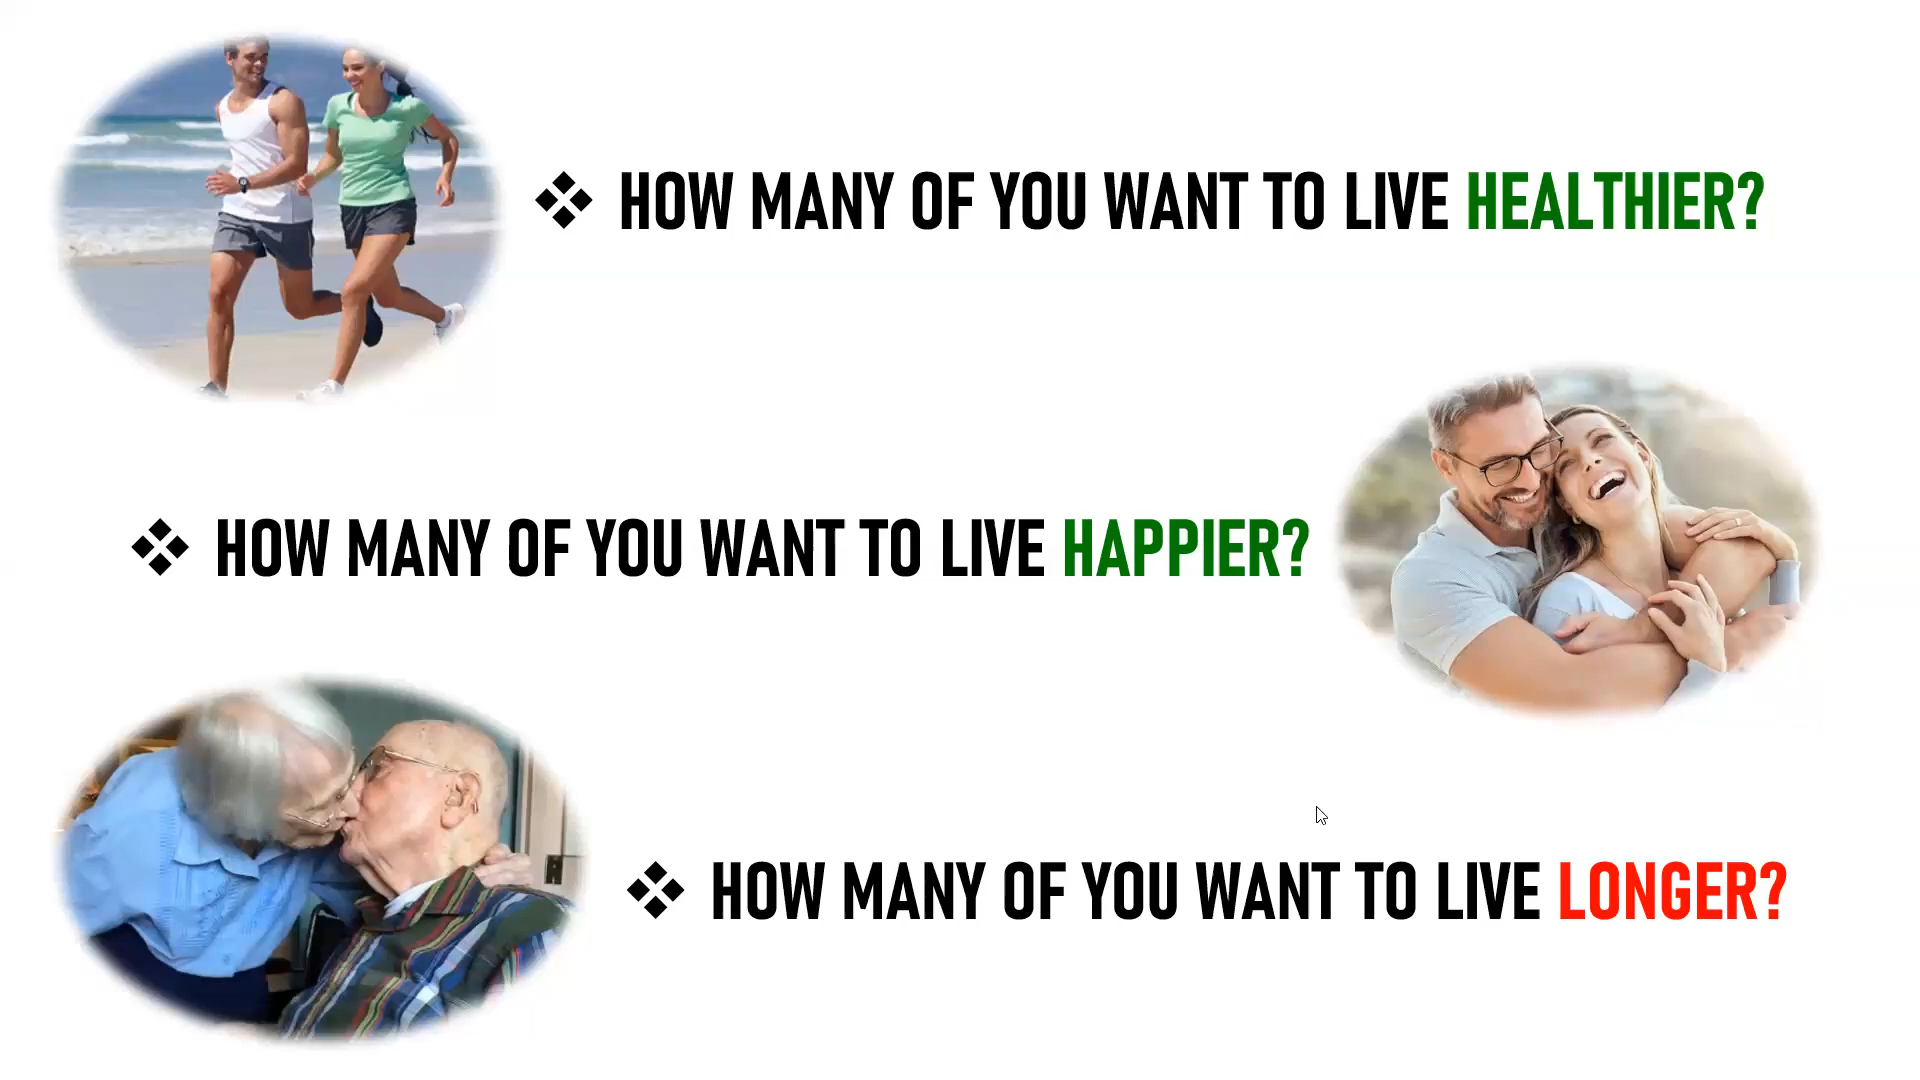 HOW MANY OF YOU WANT TO LIVE HEALTHIER?
HOW MANY OF YOU WANT TO LIVE HAPPIER?
HOW MANY OF YOU WANT TO LIVE LONGER?